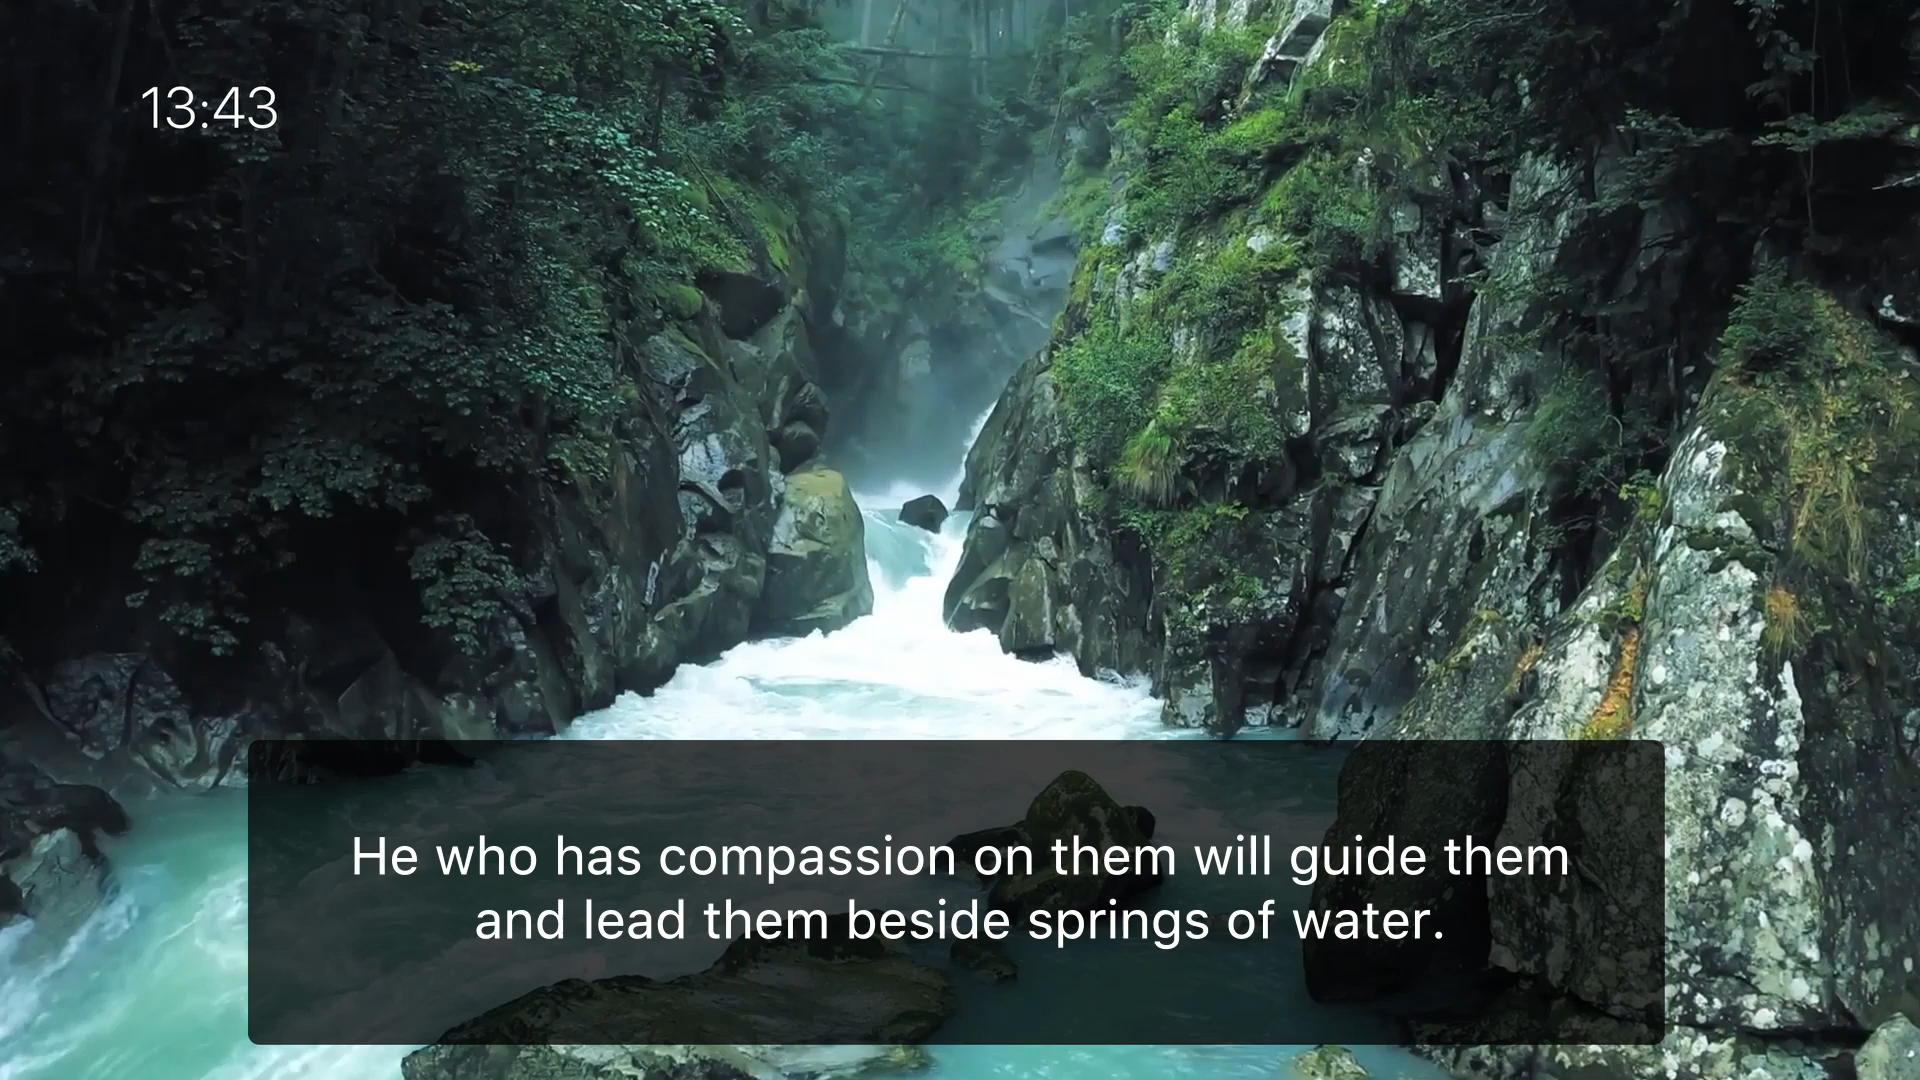 13:43
He who has compassion on them will guide them
and lead them beside springs of water.